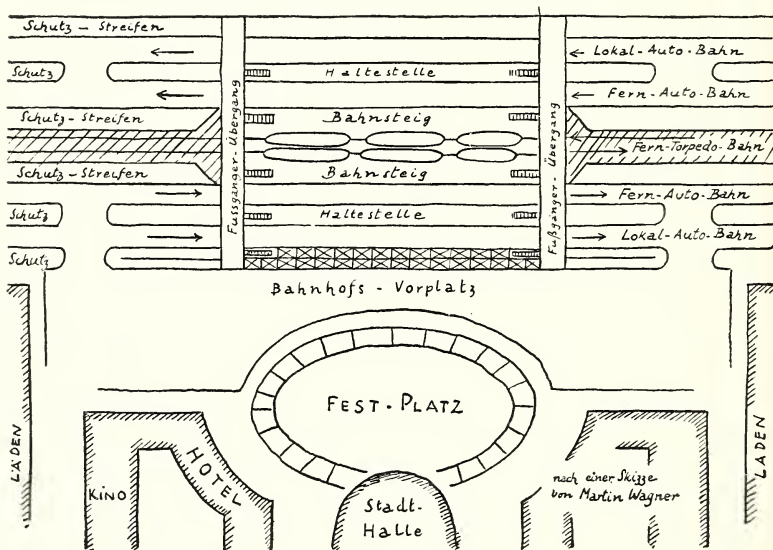 Schutz - Streifen
Lokal-Auto-Bahn
Schutz
Haltestelle
Fern-Auto-Bahn
Schutz - Streifen
Bahnsteig
Fussgänger-Übergang
Fußgänger-Übergang
Fern-Torpedo-Bahn
Schutz - Streifen
Bahnsteig
Fern-Auto-Bahn
Schutz
Haltestelle
Lokal-Auto-Bahn
Schutz
Bahnhofs - Vorplatz
FEST-PLATZ
LÄDEN
KINO
HOTEL
Stadt-
Halle
nach einer Skizze
von Martin Wagner
LADEN